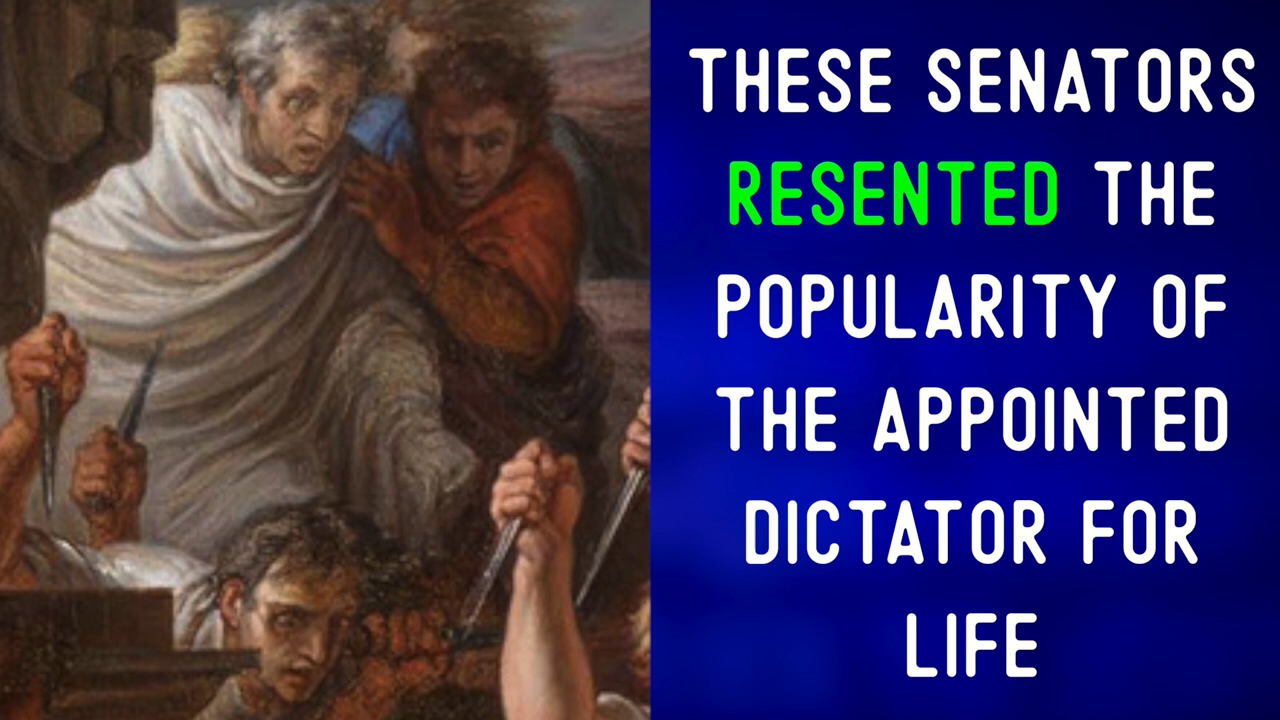 THESE SENATORS
RESENTED THE
POPULARITY OF
THE APPOINTED
DICTATOR FOR
LIFE